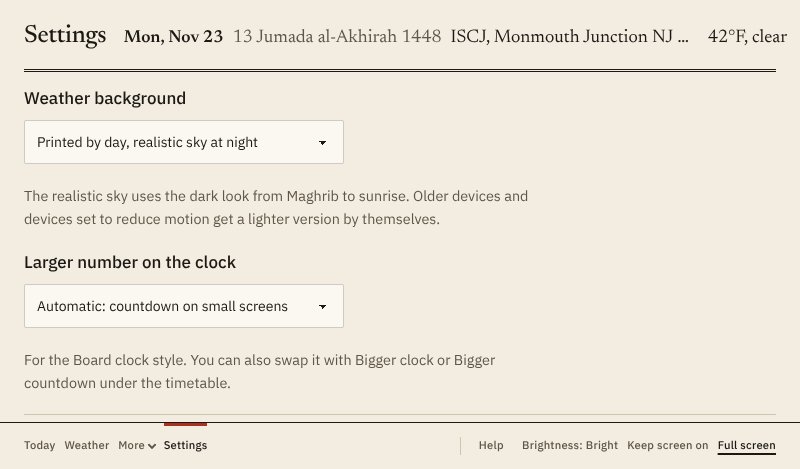 Settings Mon, Nov 23 13 Jumada al-Akhirah 1448 ISCJ, Monmouth Junction NJ ... 42°F, clear
Weather background
Printed by day, realistic sky at night
The realistic sky uses the dark look from Maghrib to sunrise. Older devices and
devices set to reduce motion get a lighter version by themselves.
Larger number on the clock
Automatic: countdown on small screens
For the Board clock style. You can also swap it with Bigger clock or Bigger
countdown under the timetable.
Today Weather More Settings Help Brightness: Bright Keep screen on Full screen